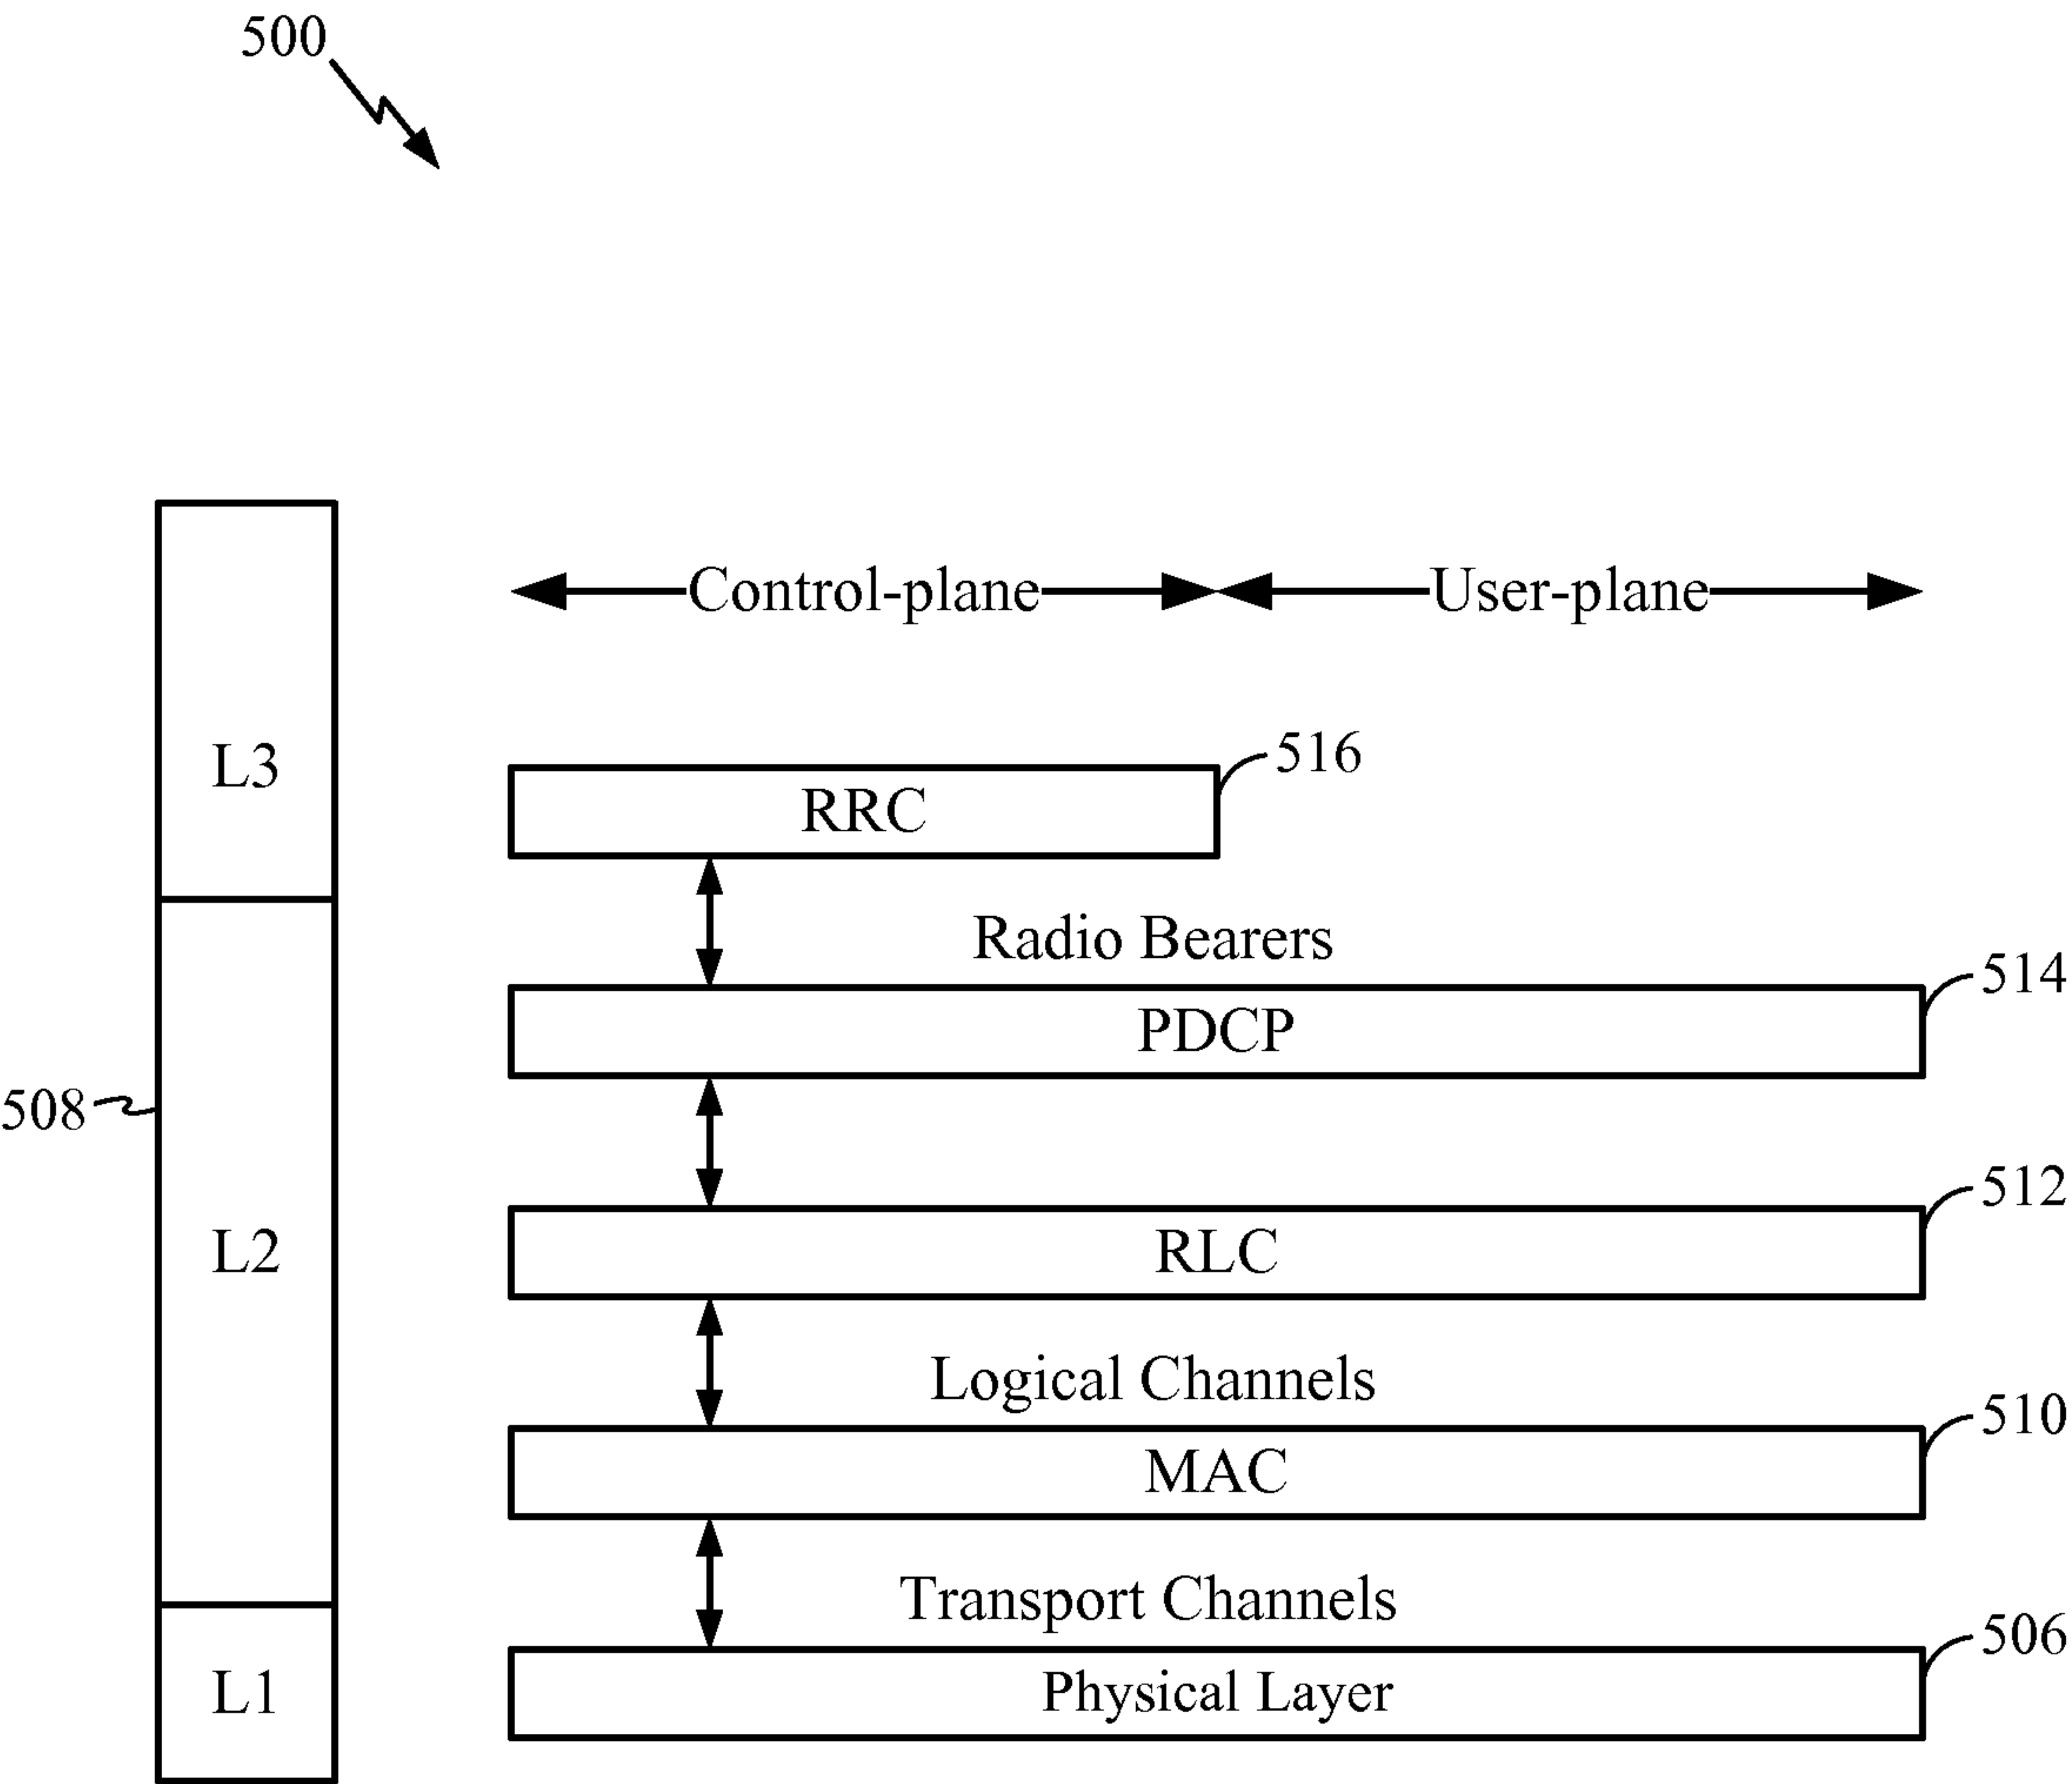 500
Control-plane
User-plane
L3
516
RRC
Radio Bearers
514
PDCP
508
512
L2
RLC
Logical Channels
510
MAC
Transport Channels
506
L1
Physical Layer